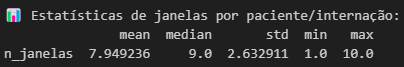 📊 Estatísticas de janelas por paciente/internação:
mean median std min max
n_janelas 7.949236 9.0 2.632911 1.0 10.0